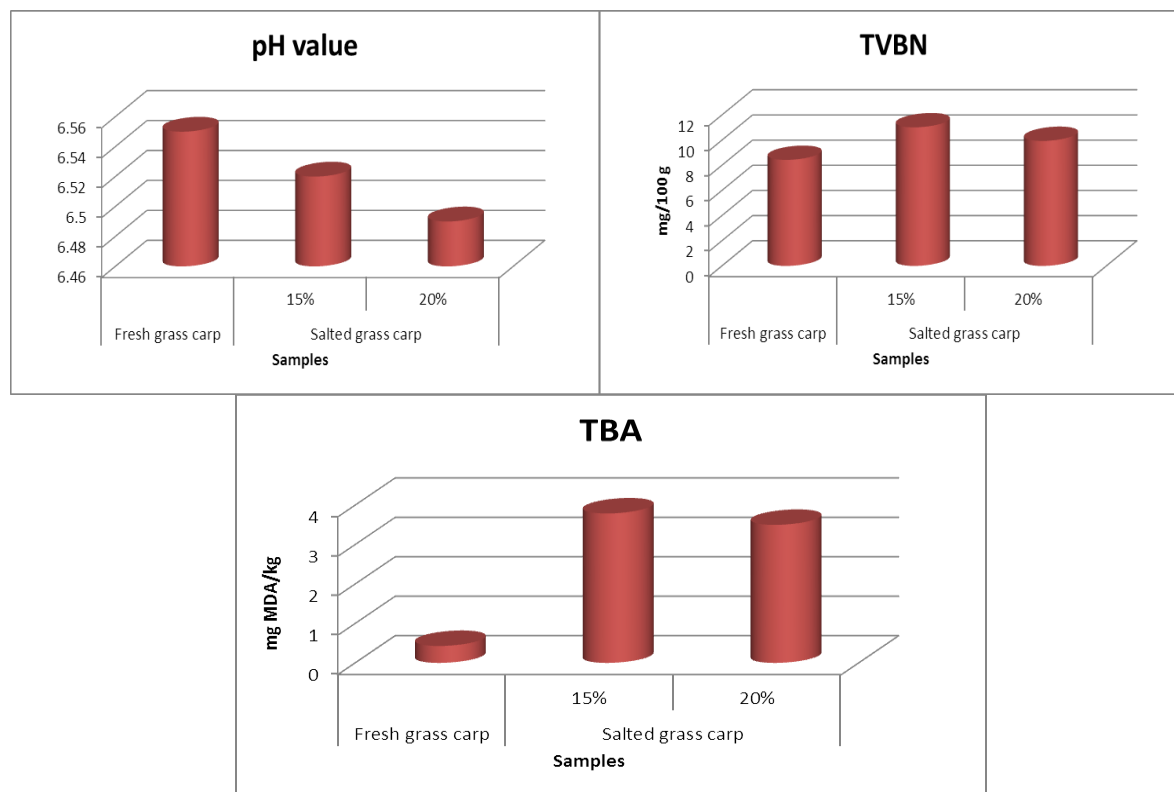 pH value
6.56
6.54
6.52
6.5
6.48
6.46
15%
20%
Fresh grass carp
Salted grass carp
Samples
TVBN
mg/100 g
12
10
8
6
4
2
0
15%
20%
Fresh grass carp
Salted grass carp
Samples
TBA
mg MDA/kg
4
3
2
1
0
15%
20%
Fresh grass carp
Salted grass carp
Samples